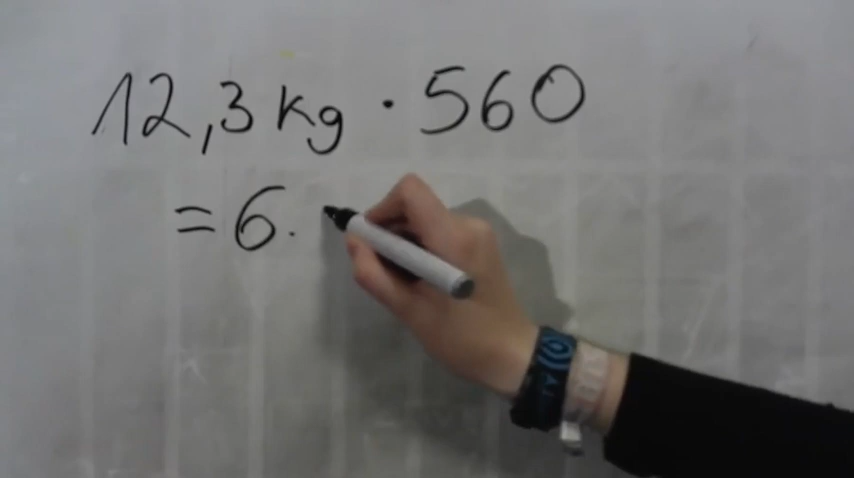 12,3 kg · 560
= 6.